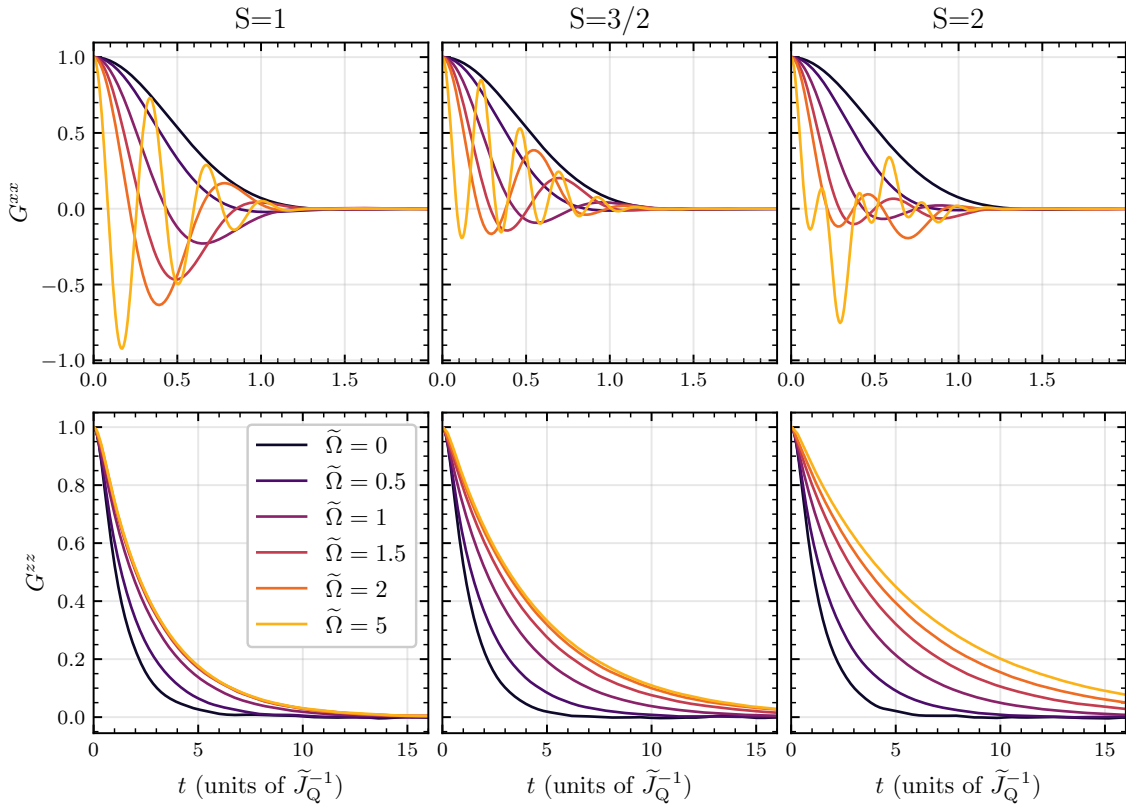 S=1 S=3/2 S=2
1.0
0.5
0.0
−0.5
−1.0
G^{xx}
0.0 0.5 1.0 1.5 0.0 0.5 1.0 1.5 0.0 0.5 1.0 1.5
1.0
0.8
0.6
0.4
0.2
0.0
G^{zz}
Ω̃ = 0
Ω̃ = 0.5
Ω̃ = 1
Ω̃ = 1.5
Ω̃ = 2
Ω̃ = 5
0 5 10 15 0 5 10 15 0 5 10 15
t (units of J̃_Q^{−1}) t (units of J̃_Q^{−1}) t (units of J̃_Q^{−1})